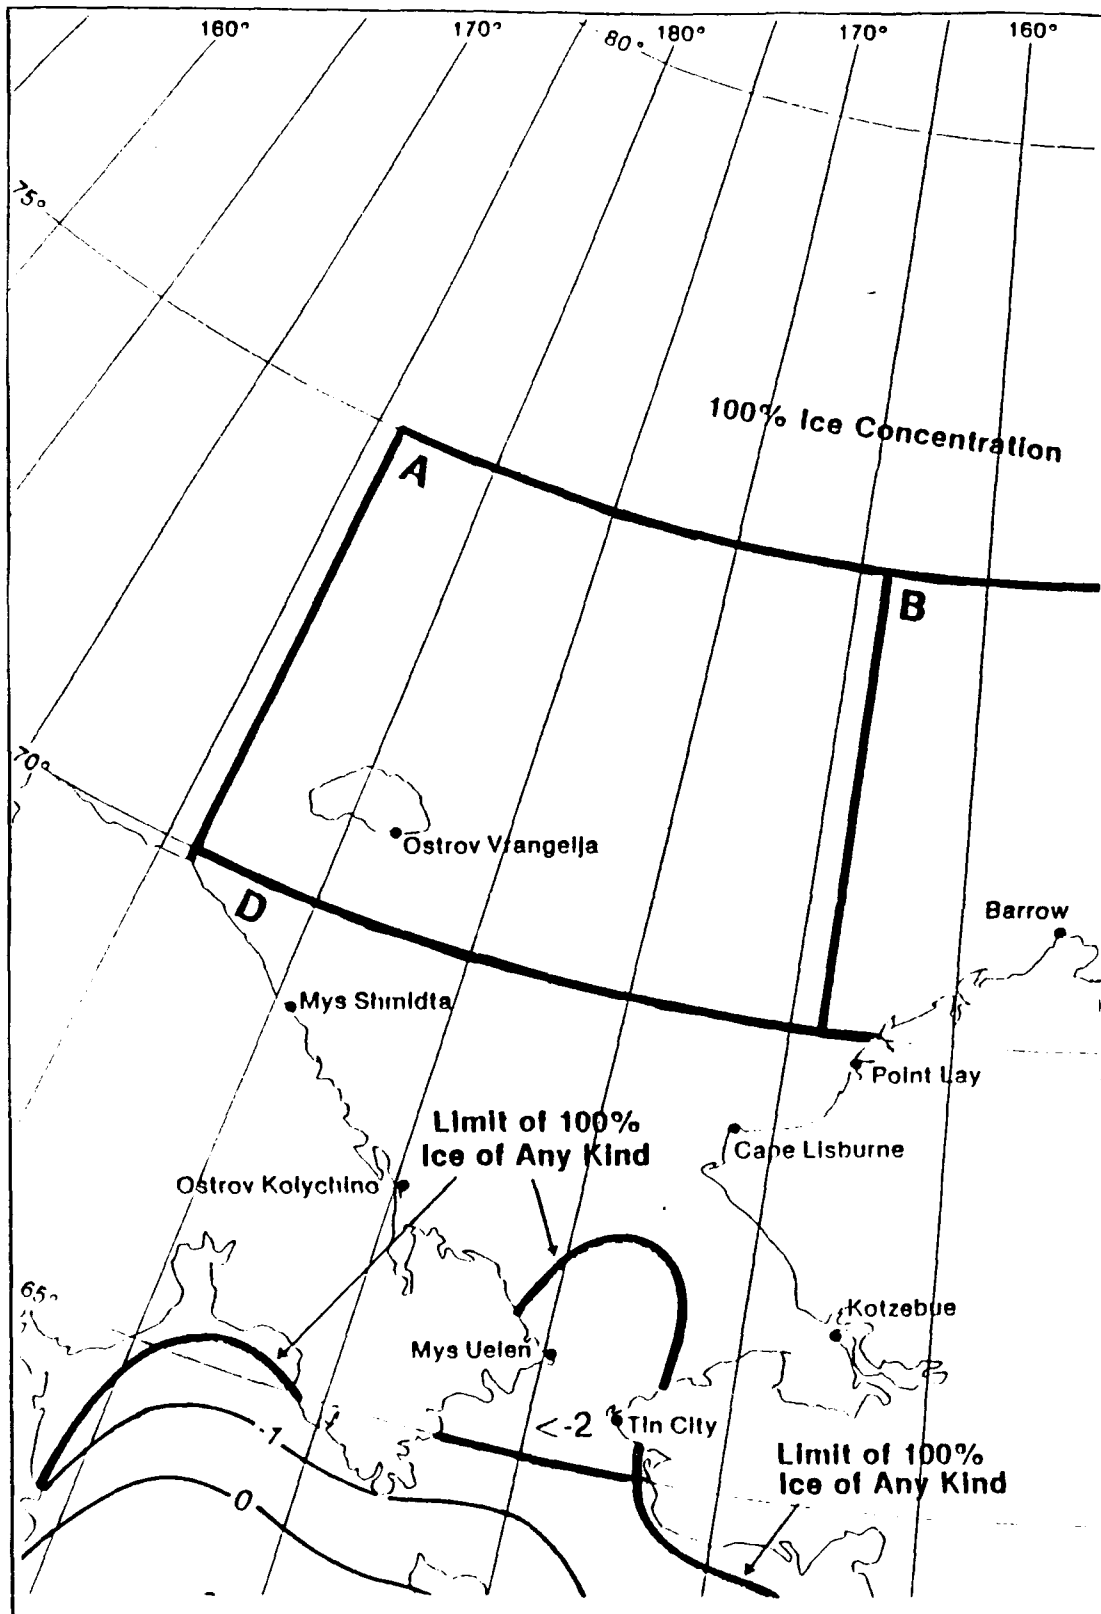 160° 170° 180° 170° 160°
80°
75°
100% Ice Concentration
A
B
70°
Ostrov Vrangelja
D
Barrow
Mys Shmidta
Point Lay
Limit of 100%
Ice of Any Kind
Cape Lisburne
Ostrov Kolychino
65°
Kotzebue
Mys Uelen
<-2
Tin City
-1
Limit of 100%
Ice of Any Kind
0